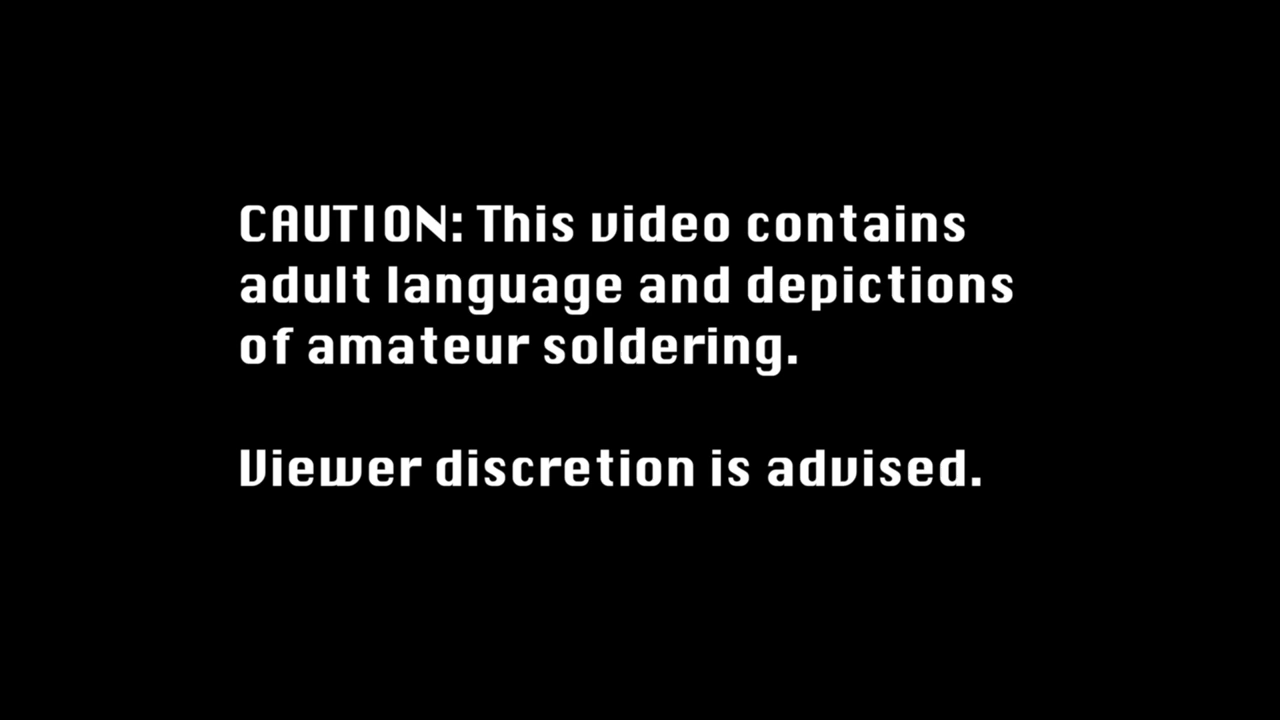 CAUTION: This video contains
adult language and depictions
of amateur soldering.
Viewer discretion is advised.